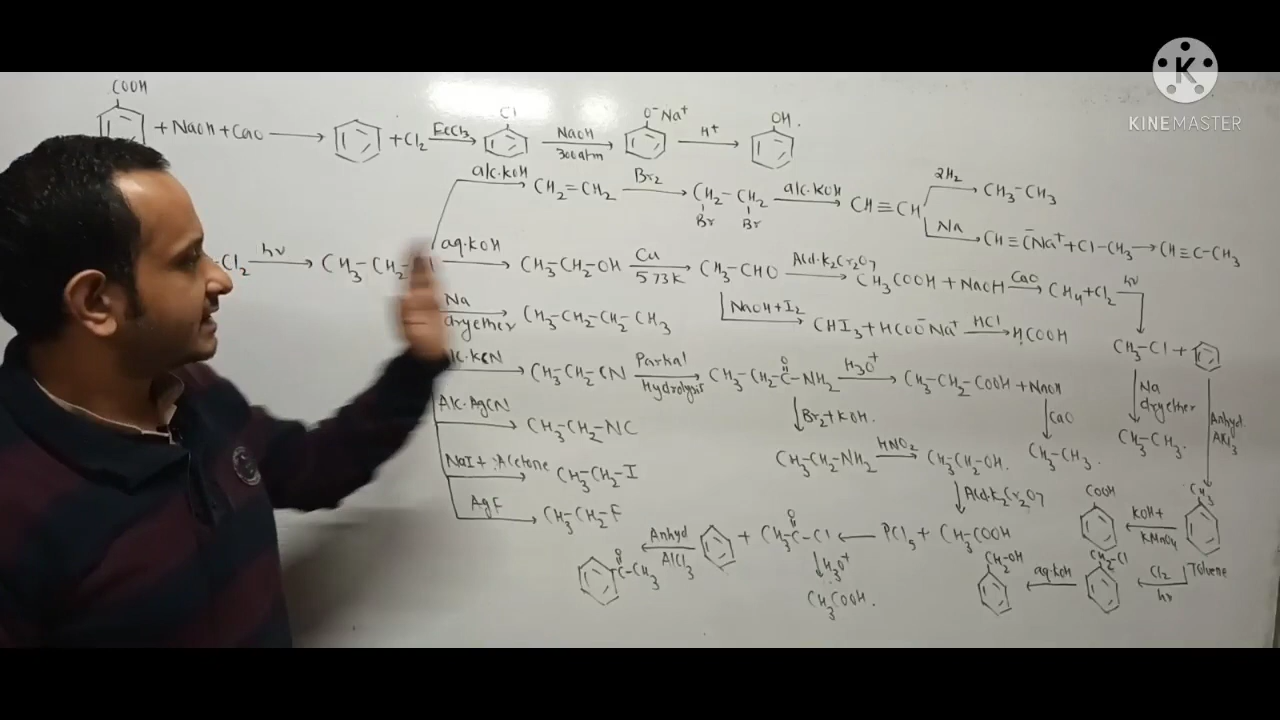 KINEMASTER
COOH
+ NaOH + CaO → + Cl2 FeCl3 → Cl NaOH 300 atm → O⁻Na⁺ H⁺ → OH.
alc·KOH → CH2=CH2 Br2 → CH2-CH2 Br Br alc·KOH → CH≡CH 2H2 → CH3-CH3
Na → CH≡C̄Na⁺ + Cl-CH3 → CH≡C-CH3
Cl2 hν → CH3-CH2- aq·KOH → CH3-CH2-OH Cu 573K → CH3-CHO Acd·K2Cr2O7 → CH3COOH + NaOH CaO → CH4 + Cl2 hν
NaOH + I2 → CHI3 + HCOO⁻Na⁺ HCl → HCOOH
Na dryether → CH3-CH2-CH2-CH3
CH3-Cl +
Na dryether
CH3-CH3.
Anhyd. AlCl3
KCN → CH3-CH2-CN Partial Hydrolysis → CH3-CH2-C-NH2 O H3O⁺ → CH3-CH2-COOH + NaOH
CaO
CH3-CH3.
Br2 + KOH.
CH3-CH2-NH2 HNO2 → CH3-CH2-OH.
Acd·K2Cr2O7
Alc·AgCN → CH3-CH2-NC
NaI + Acetone → CH3-CH2-I
AgF → CH3-CH2-F
C-CH3 O ← Anhyd AlCl3 + CH3-C-Cl O ← PCl5 + CH3-COOH
H3O⁺
CH3COOH.
COOH ← KOH + KMnO4 CH3
Toluene
CH2-OH ← aq·KOH CH2-Cl ← Cl2 hν